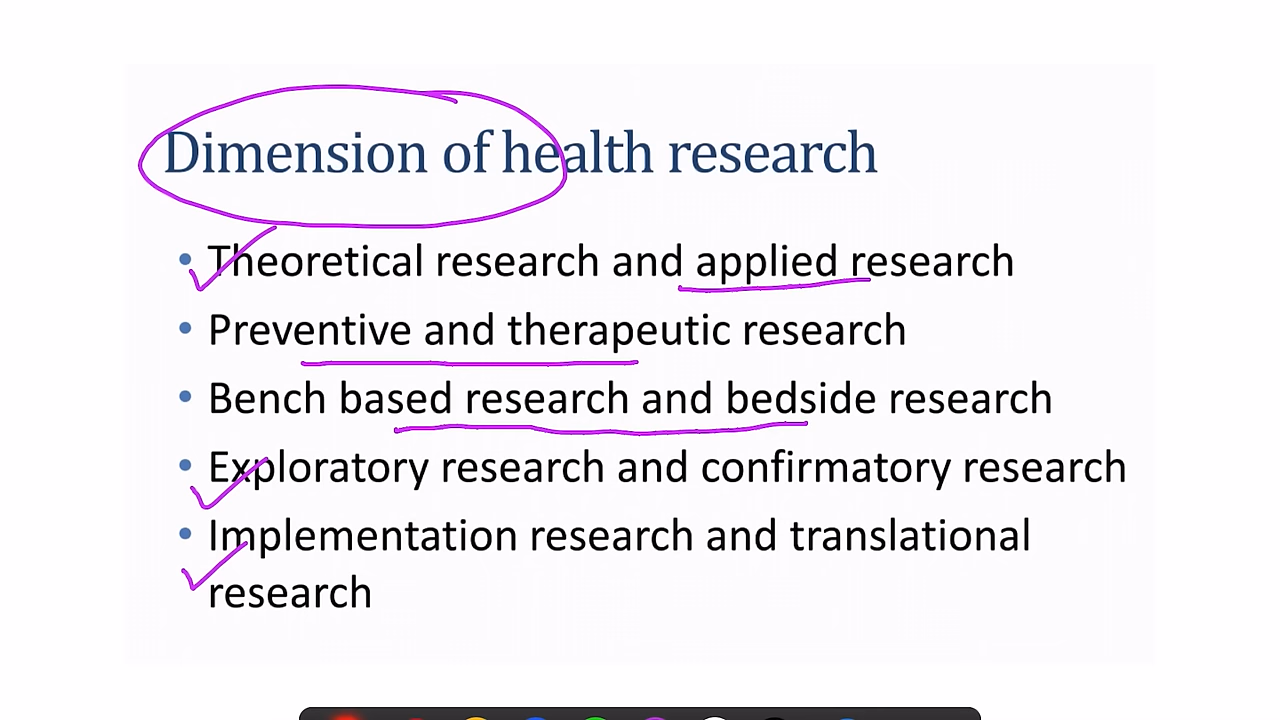 Dimension of health research
• Theoretical research and applied research
• Preventive and therapeutic research
• Bench based research and bedside research
• Exploratory research and confirmatory research
• Implementation research and translational
research